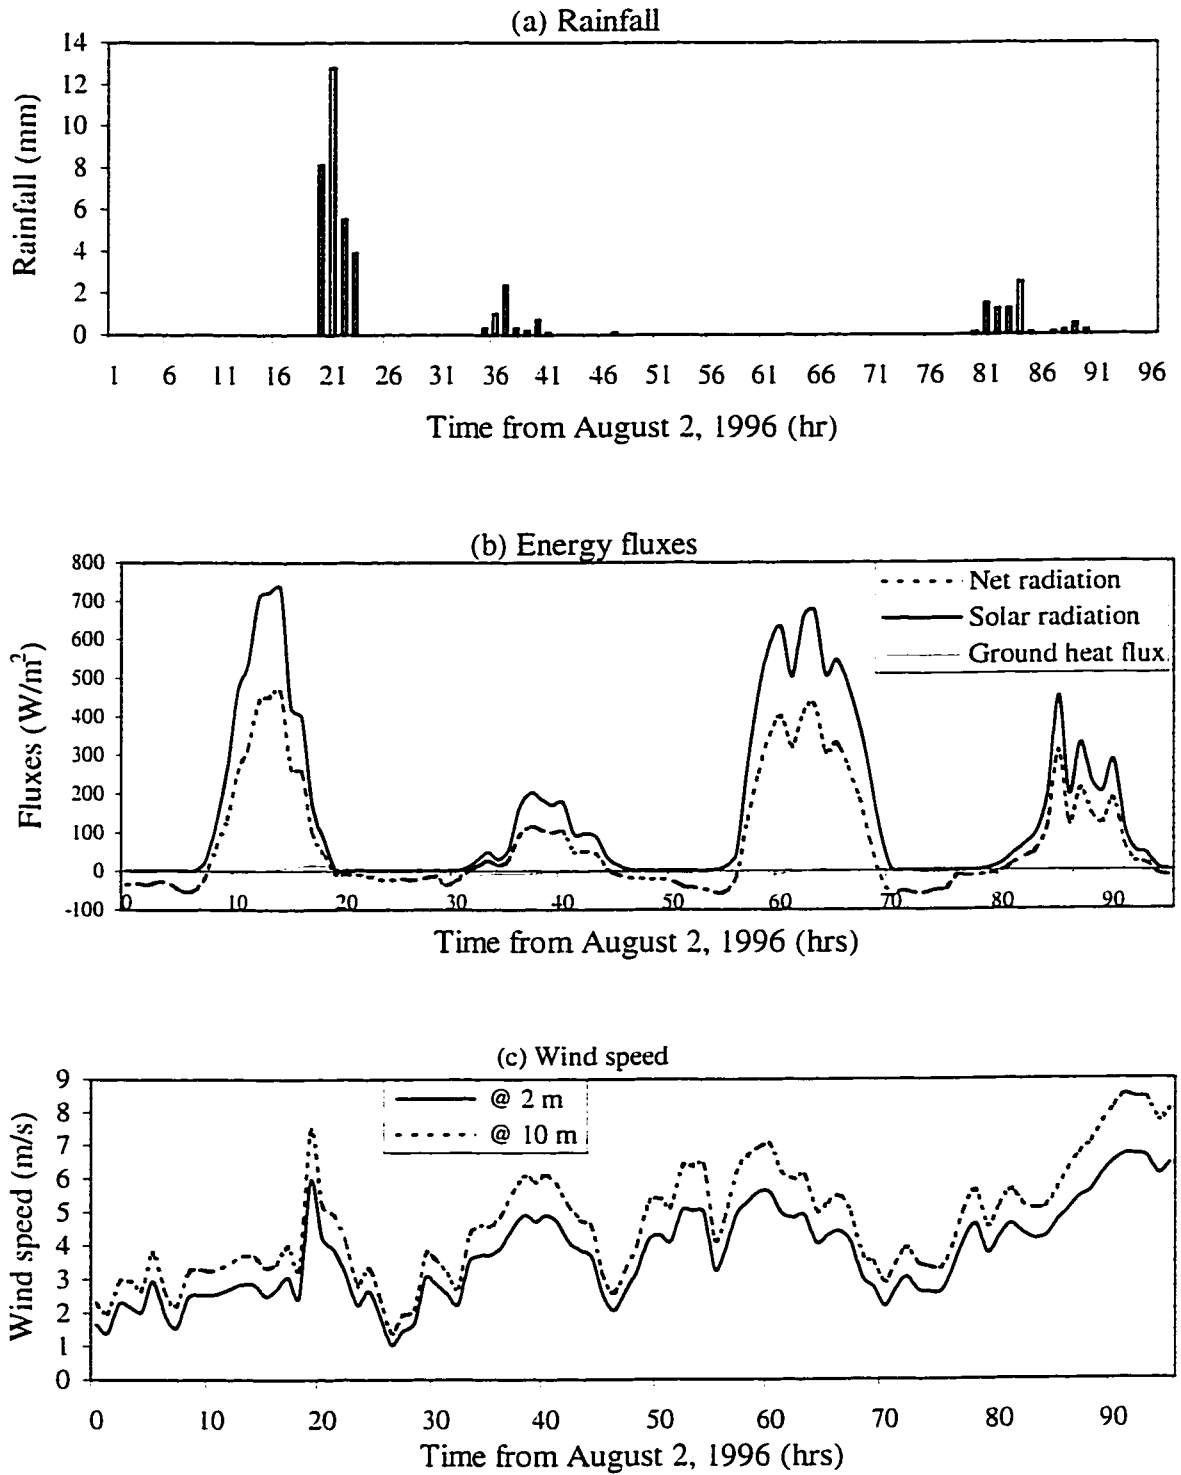 (a) Rainfall
14
12
10
8
6
4
2
0
Rainfall (mm)
1 6 11 16 21 26 31 36 41 46 51 56 61 66 71 76 81 86 91 96
Time from August 2, 1996 (hr)
(b) Energy fluxes
800
700
600
500
400
300
200
100
0
-100
Fluxes (W/m²)
Net radiation
Solar radiation
Ground heat flux
0 10 20 30 40 50 60 70 80 90
Time from August 2, 1996 (hrs)
(c) Wind speed
9
8
7
6
5
4
3
2
1
0
Wind speed (m/s)
@ 2 m
@ 10 m
0 10 20 30 40 50 60 70 80 90
Time from August 2, 1996 (hrs)